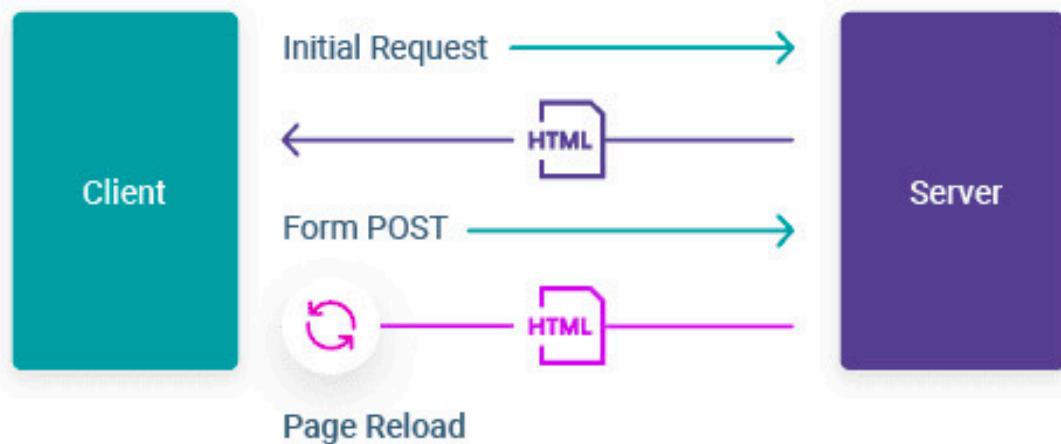 Initial Request
HTML
Client
Server
Form POST
HTML
Page Reload